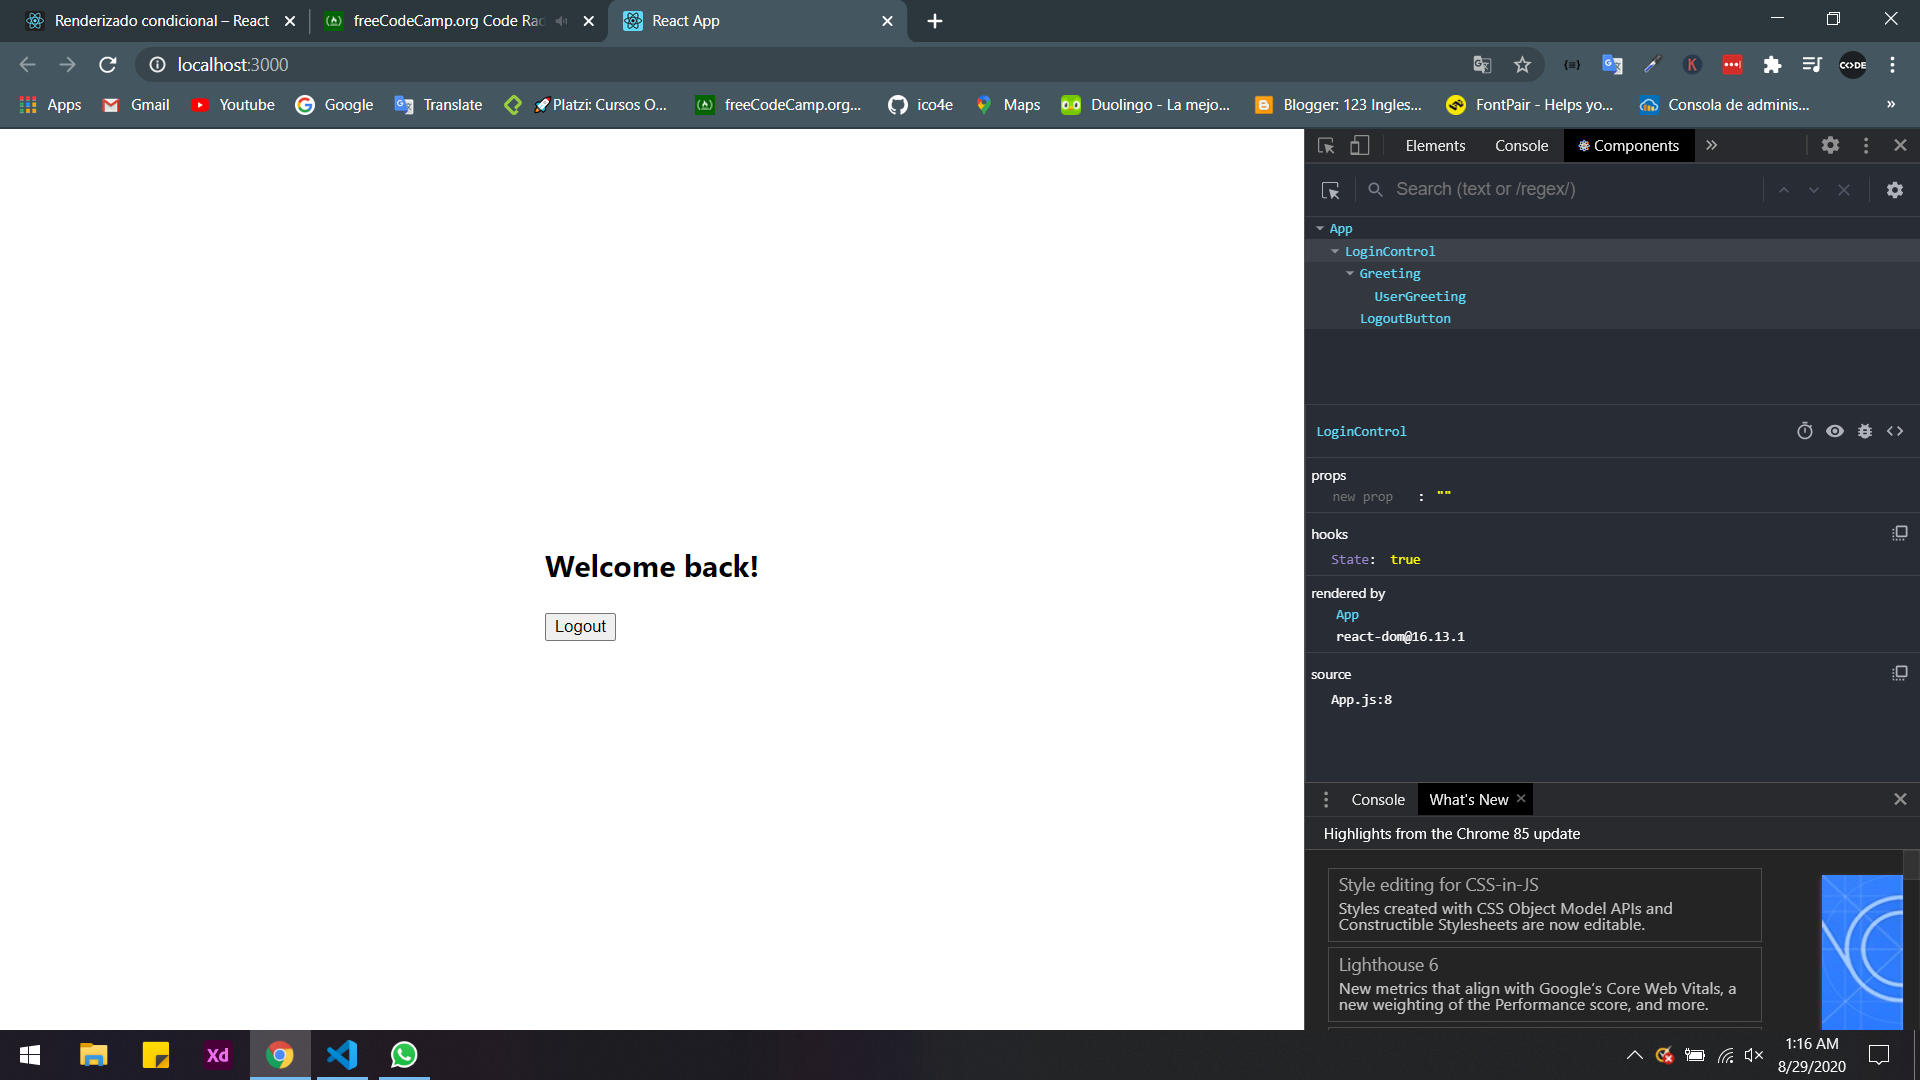 Renderizado condicional – React
freeCodeCamp.org Code Rad
React App
localhost:3000
Apps
Gmail
Youtube
Google
Translate
🚀Platzi: Cursos O...
freeCodeCamp.org...
ico4e
Maps
Duolingo - La mejo...
Blogger: 123 Ingles...
FontPair - Helps yo...
Consola de adminis...
»
C<>DE
Elements
Console
⚛ Components
»
Search (text or /regex/)
App
LoginControl
Greeting
UserGreeting
LogoutButton
LoginControl
props
new prop : ""
hooks
State: true
rendered by
App
react-dom@16.13.1
source
App.js:8
Welcome back!
Logout
Console
What's New
Highlights from the Chrome 85 update
Style editing for CSS-in-JS
Styles created with CSS Object Model APIs and
Constructible Stylesheets are now editable.
Lighthouse 6
New metrics that align with Google's Core Web Vitals, a
new weighting of the Performance score, and more.
Xd
1:16 AM
8/29/2020